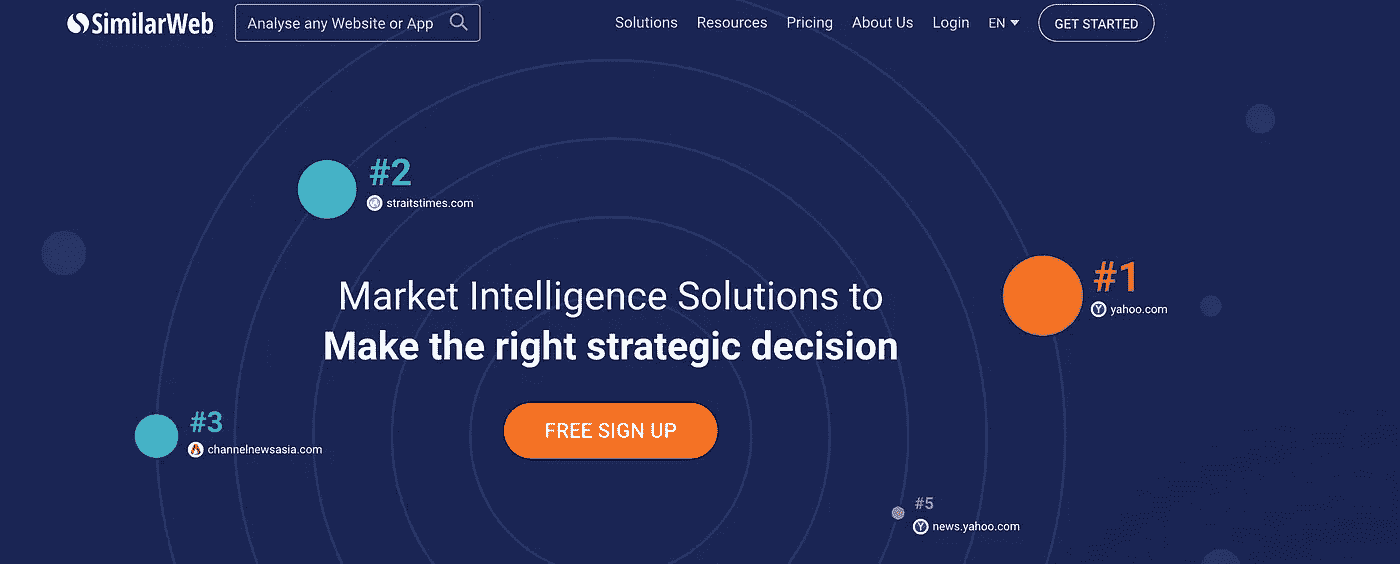 SimilarWeb
Analyse any Website or App
Solutions Resources Pricing About Us Login EN GET STARTED
#2
straitstimes.com
#1
yahoo.com
Market Intelligence Solutions to
Make the right strategic decision
#3
channelnewsasia.com
FREE SIGN UP
#5
news.yahoo.com